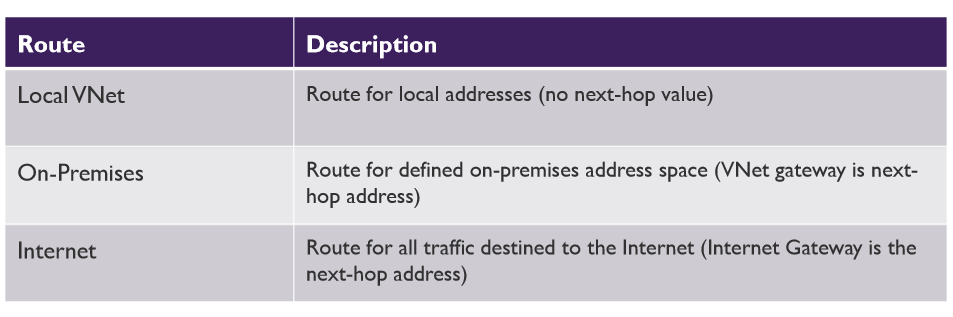 Route Description
Local VNet Route for local addresses (no next-hop value)
On-Premises Route for defined on-premises address space (VNet gateway is next-
hop address)
Internet Route for all traffic destined to the Internet (Internet Gateway is the
next-hop address)